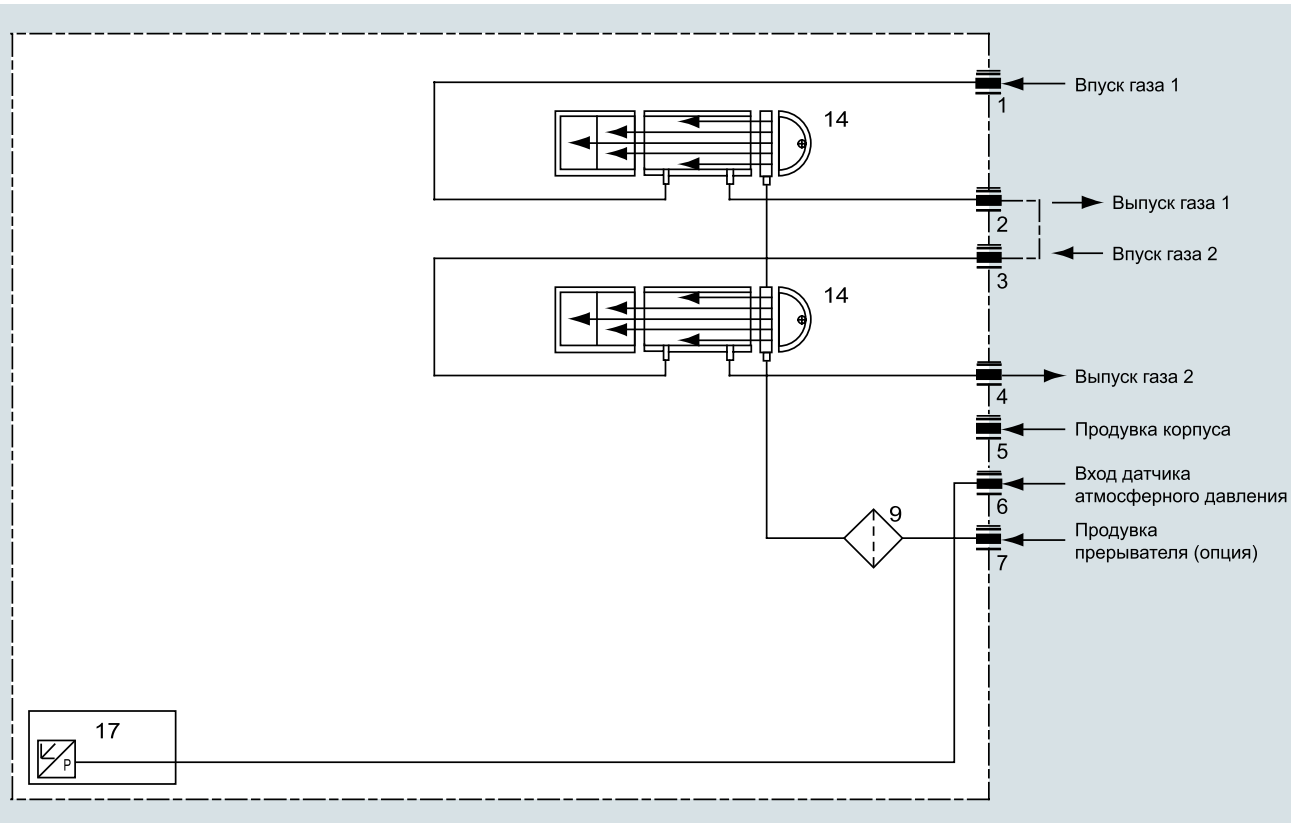 Впуск газа 1
1
14
Выпуск газа 1
2
Впуск газа 2
3
14
Выпуск газа 2
4
Продувка корпуса
5
Вход датчика
атмосферного давления
6
9
Продувка
прерывателя (опция)
7
17
P